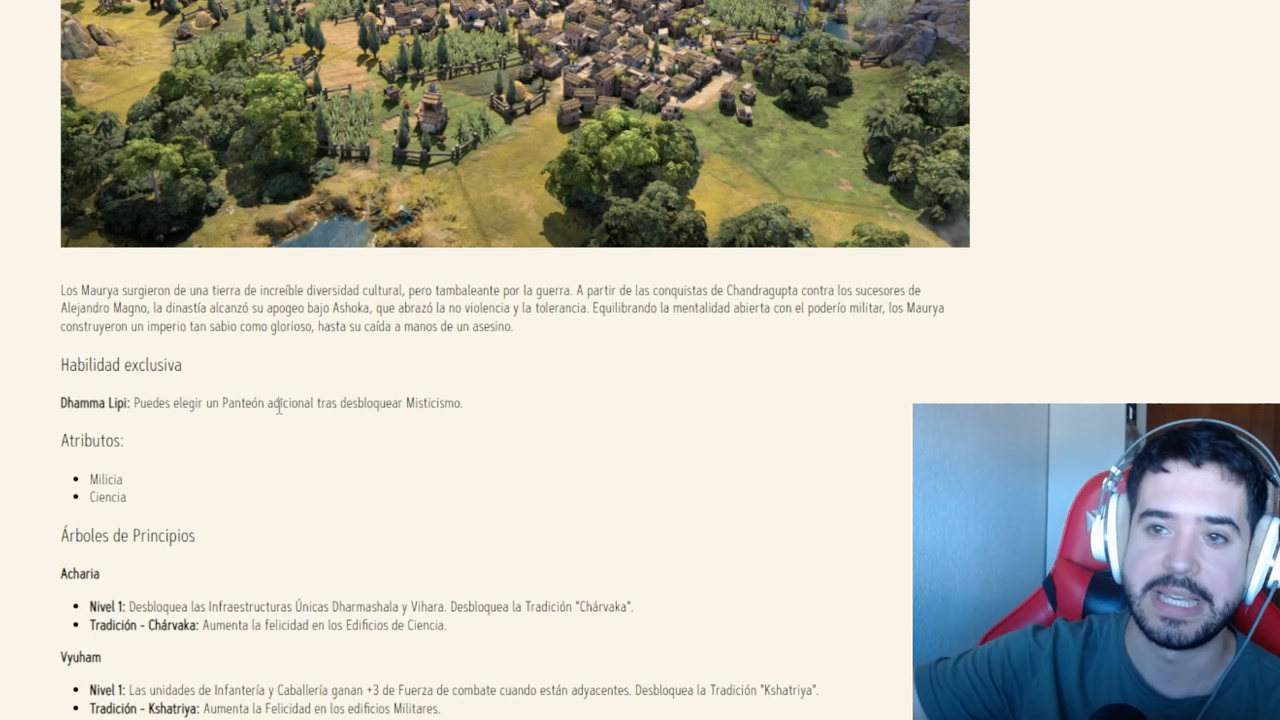 Los Maurya surgieron de una tierra de increíble diversidad cultural, pero tambaleante por la guerra. A partir de las conquistas de Chandragupta contra los sucesores de
Alejandro Magno, la dinastía alcanzó su apogeo bajo Ashoka, que abrazó la no violencia y la tolerancia. Equilibrando la mentalidad abierta con el poderío militar, los Maurya
construyeron un imperio tan sabio como glorioso, hasta su caída a manos de un asesino.
Habilidad exclusiva
Dhamma Lipi: Puedes elegir un Panteón adicional tras desbloquear Misticismo.
Atributos:
Milicia
Ciencia
Árboles de Principios
Acharia
Nivel 1: Desbloquea las Infraestructuras Únicas Dharmashala y Vihara. Desbloquea la Tradición "Chárvaka".
Tradición - Chárvaka: Aumenta la felicidad en los Edificios de Ciencia.
Vyuham
Nivel 1: Las unidades de Infantería y Caballería ganan +3 de Fuerza de combate cuando están adyacentes. Desbloquea la Tradición "Kshatriya".
Tradición - Kshatriya: Aumenta la Felicidad en los edificios Militares.